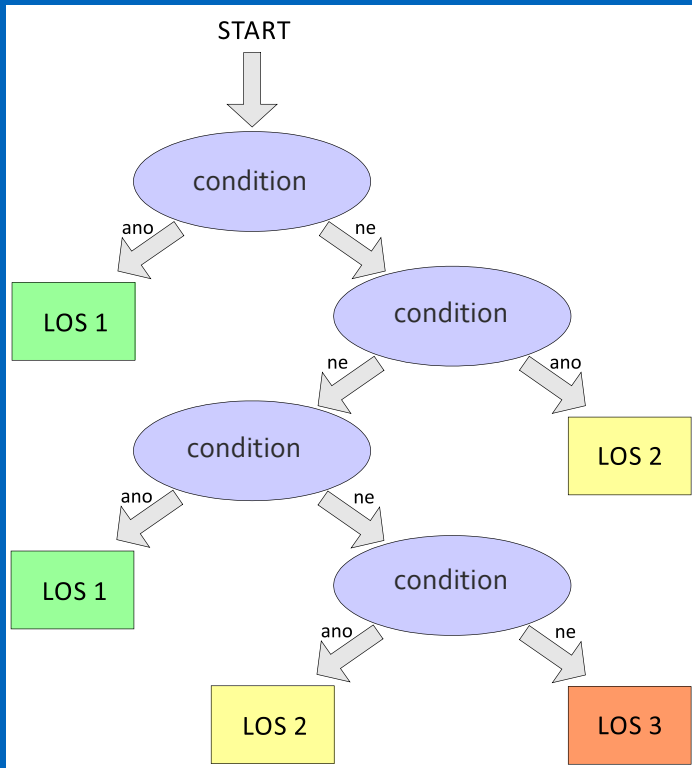 START
condition
ano
ne
LOS 1
condition
ne
ano
condition
LOS 2
ano
ne
LOS 1
condition
ano
ne
LOS 2
LOS 3